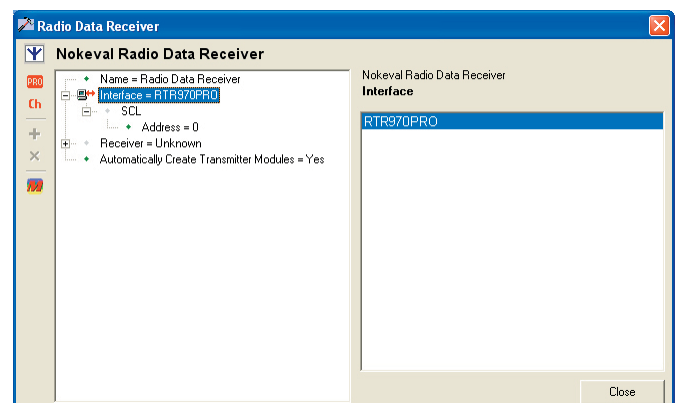 Radio Data Receiver
Nokeval Radio Data Receiver
PRO
Ch
Name = Radio Data Receiver
Interface = RTR970PRO
SCL
Address = 0
Receiver = Unknown
Automatically Create Transmitter Modules = Yes
Nokeval Radio Data Receiver
Interface
RTR970PRO
Close